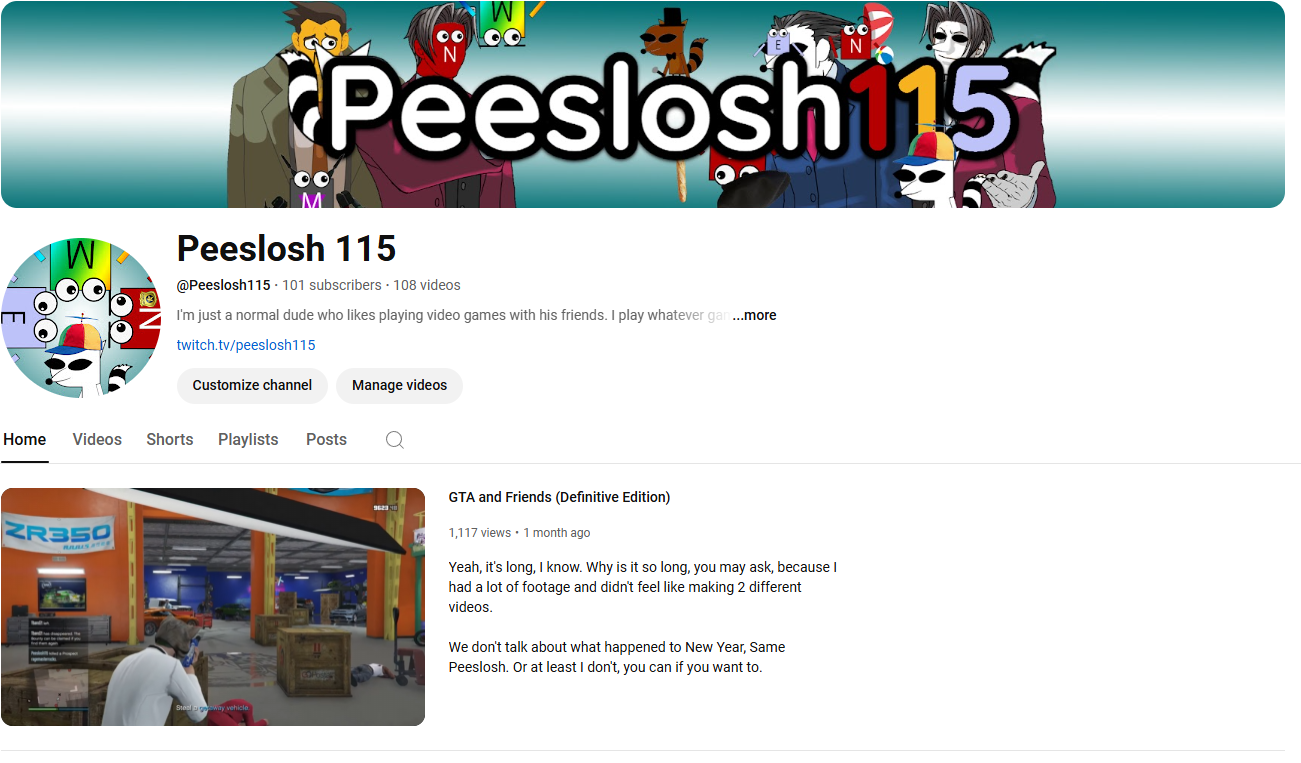 W
N
E
N
Peeslosh115
M
W
E
N
Peeslosh 115
@Peeslosh115 · 101 subscribers · 108 videos
I'm just a normal dude who likes playing video games with his friends. I play whatever gar ...more
twitch.tv/peeslosh115
Customize channel
Manage videos
Home
Videos
Shorts
Playlists
Posts
ZR350
GTA and Friends (Definitive Edition)
1,117 views • 1 month ago
Yeah, it's long, I know. Why is it so long, you may ask, because I
had a lot of footage and didn't feel like making 2 different
videos.
We don't talk about what happened to New Year, Same
Peeslosh. Or at least I don't, you can if you want to.
Steal a getaway vehicle.